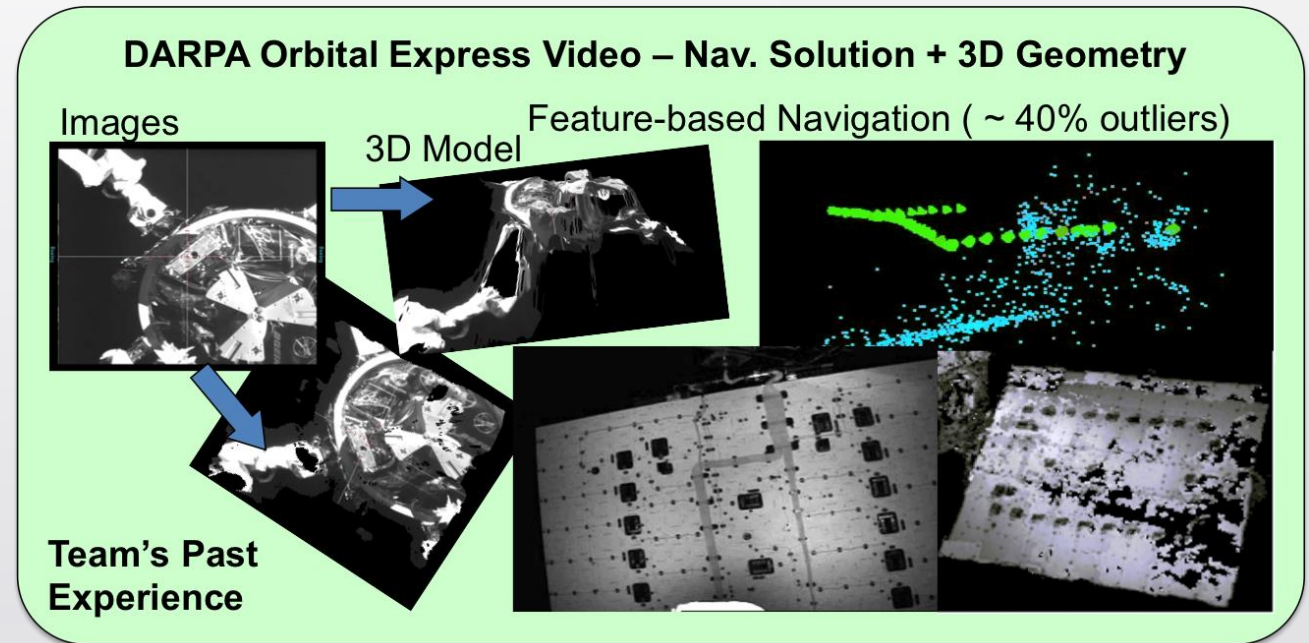 DARPA Orbital Express Video – Nav. Solution + 3D Geometry
Images
3D Model
Feature-based Navigation ( ~ 40% outliers)
Team's Past
Experience